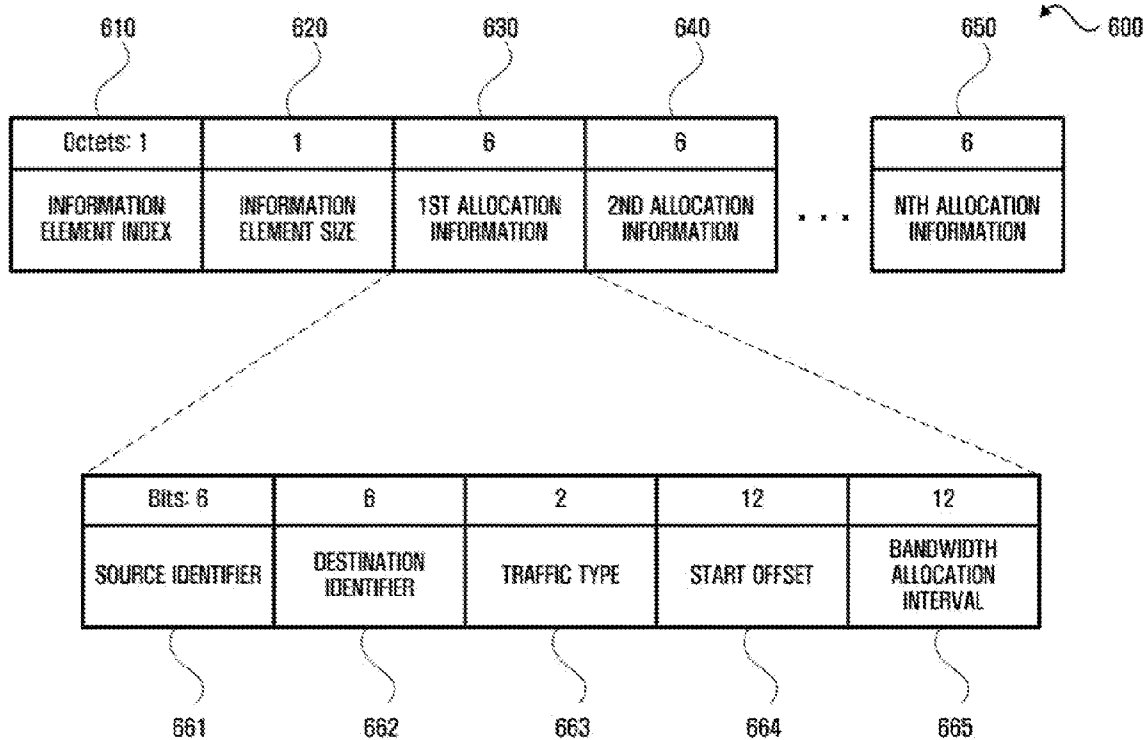 610
620
630
640
650
600
Octets: 1
1
6
6
6
INFORMATION ELEMENT INDEX
INFORMATION ELEMENT SIZE
1ST ALLOCATION INFORMATION
2ND ALLOCATION INFORMATION
. . .
NTH ALLOCATION INFORMATION
Bits: 6
6
2
12
12
SOURCE IDENTIFIER
DESTINATION IDENTIFIER
TRAFFIC TYPE
START OFFSET
BANDWIDTH ALLOCATION INTERVAL
661
662
663
664
665